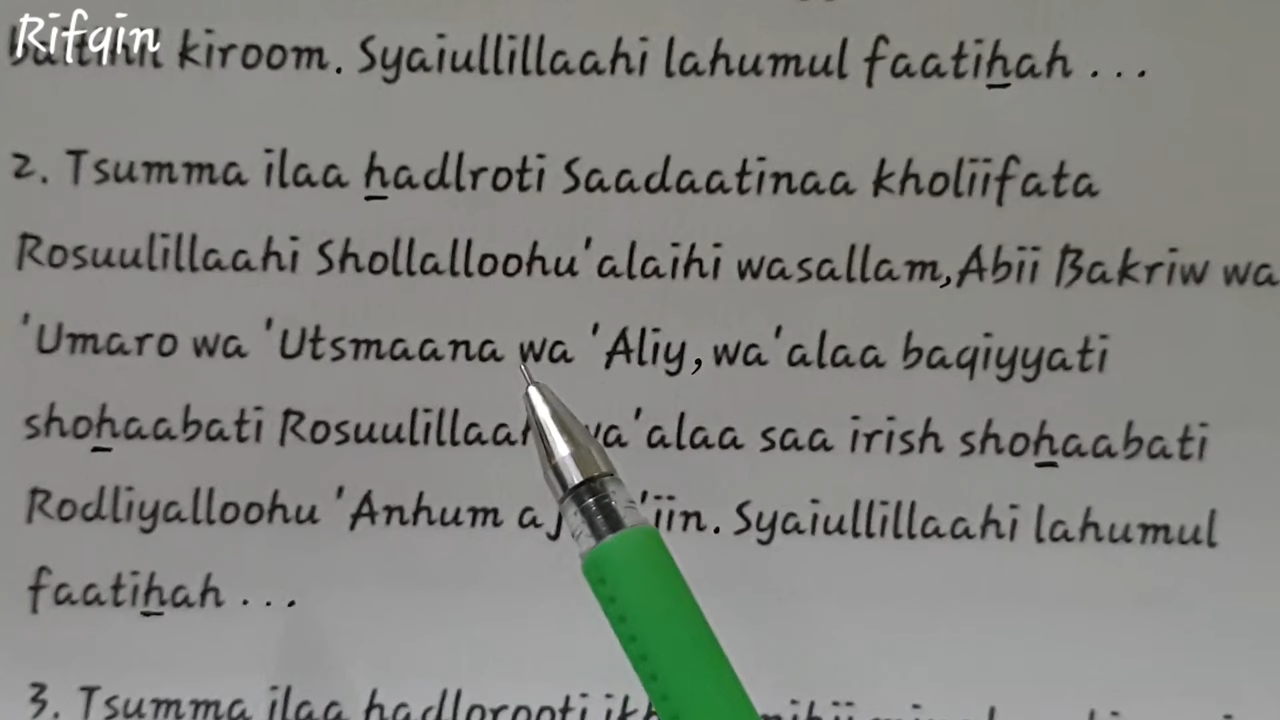 Rifqin
kiroom. Syaiullillaahi lahumul faatihah ...
2. Tsumma ilaa hadlroti Saadaatinaa kholiifata
Rosuulillaahi Shollalloohu'alaihi wasallam, Abii Bakriw wa
'Umaro wa 'Utsmaana wa 'Aliy, wa'alaa baqiyyati
shohaabati wa'alaa saa irish shohaabati
Rodliyalloohu 'Anhum Syaiullillaahi lahumul
faatihah ...
3. Tsumma ilaa